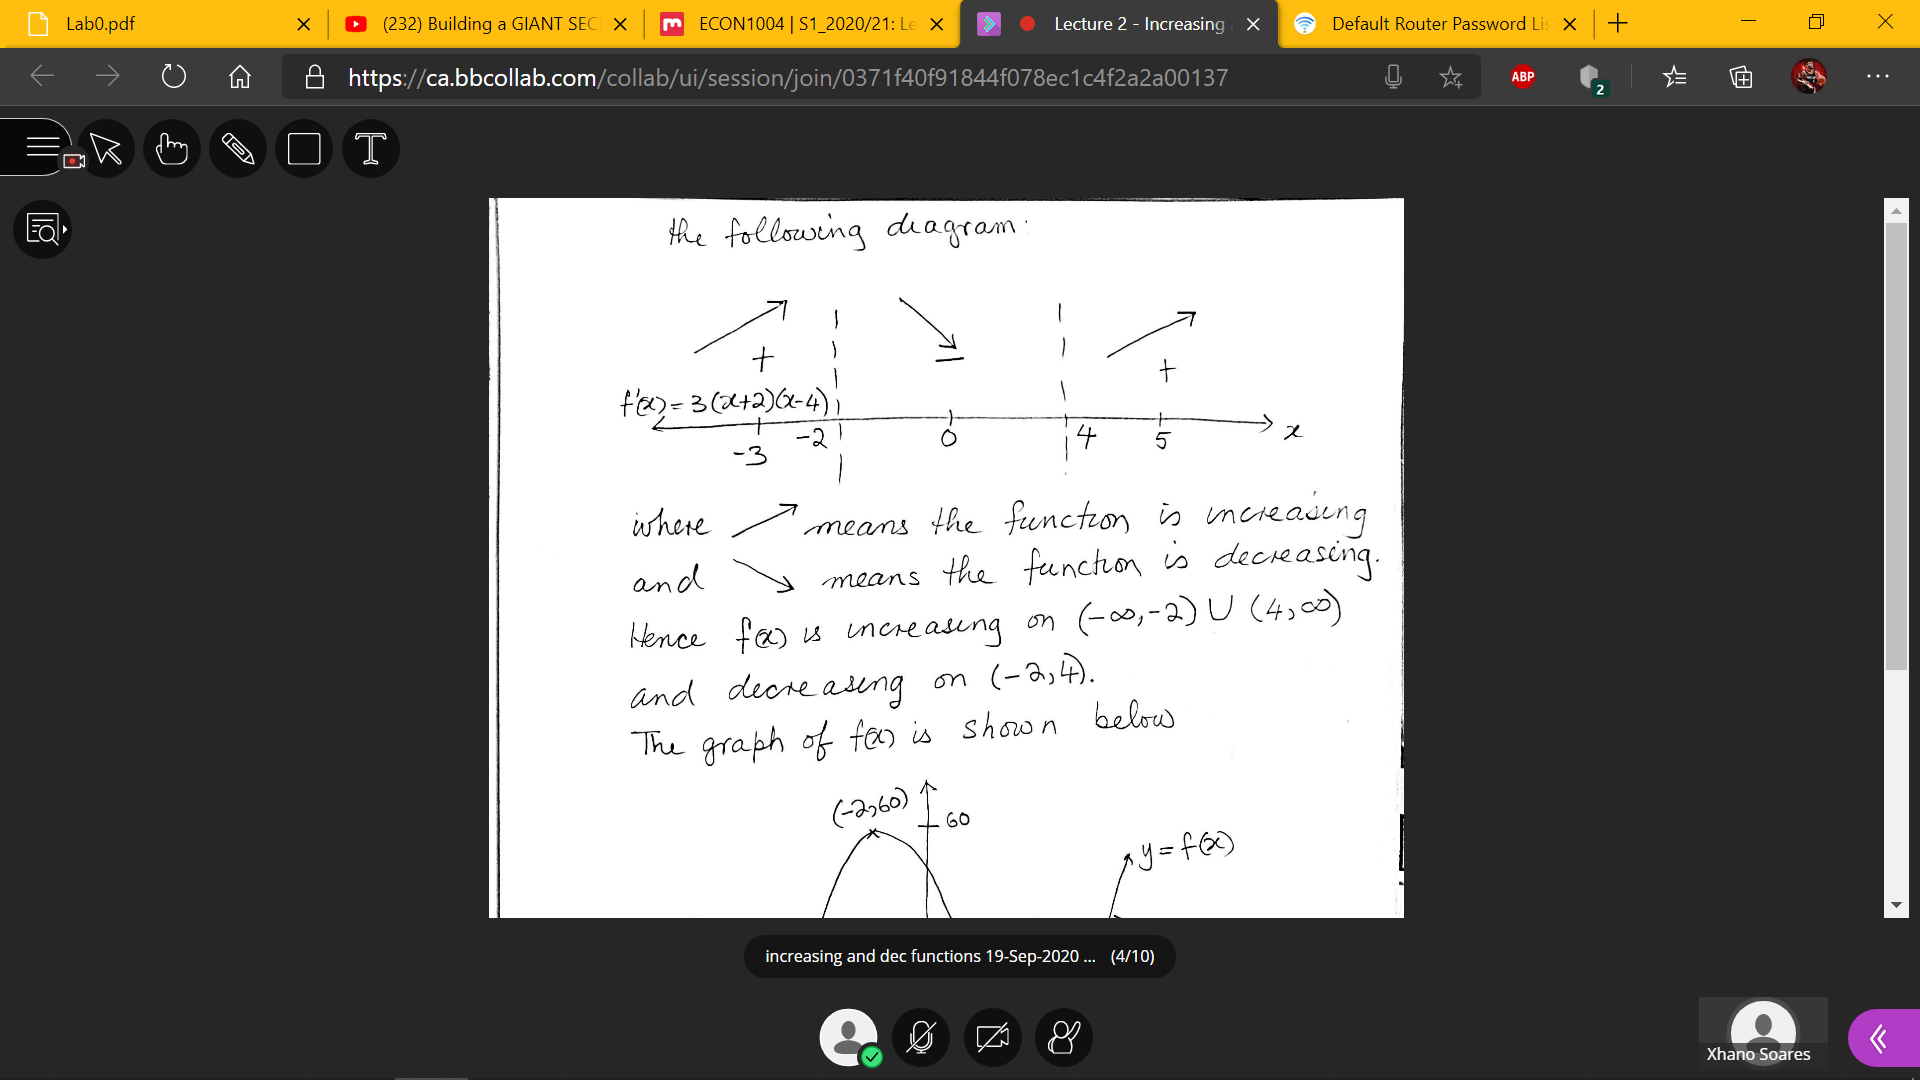 Lab0.pdf
(232) Building a GIANT SEC
ECON1004 | S1_2020/21: Le
Lecture 2 - Increasing
Default Router Password Lis
https://ca.bbcollab.com/collab/ui/session/join/0371f40f91844f078ec1c4f2a2a00137
ABP
2
T
the following diagram:
+ − +
f'(x)=3(x+2)(x-4)
-3 -2 0 4 5 x
where means the function is increasing
and means the function is decreasing.
Hence f(x) is increasing on (-∞,-2) U (4,∞)
and decreasing on (-2,4).
The graph of f(x) is shown below
(-2,60) 60
y=f(x)
increasing and dec functions 19-Sep-2020 ... (4/10)
Xhano Soares